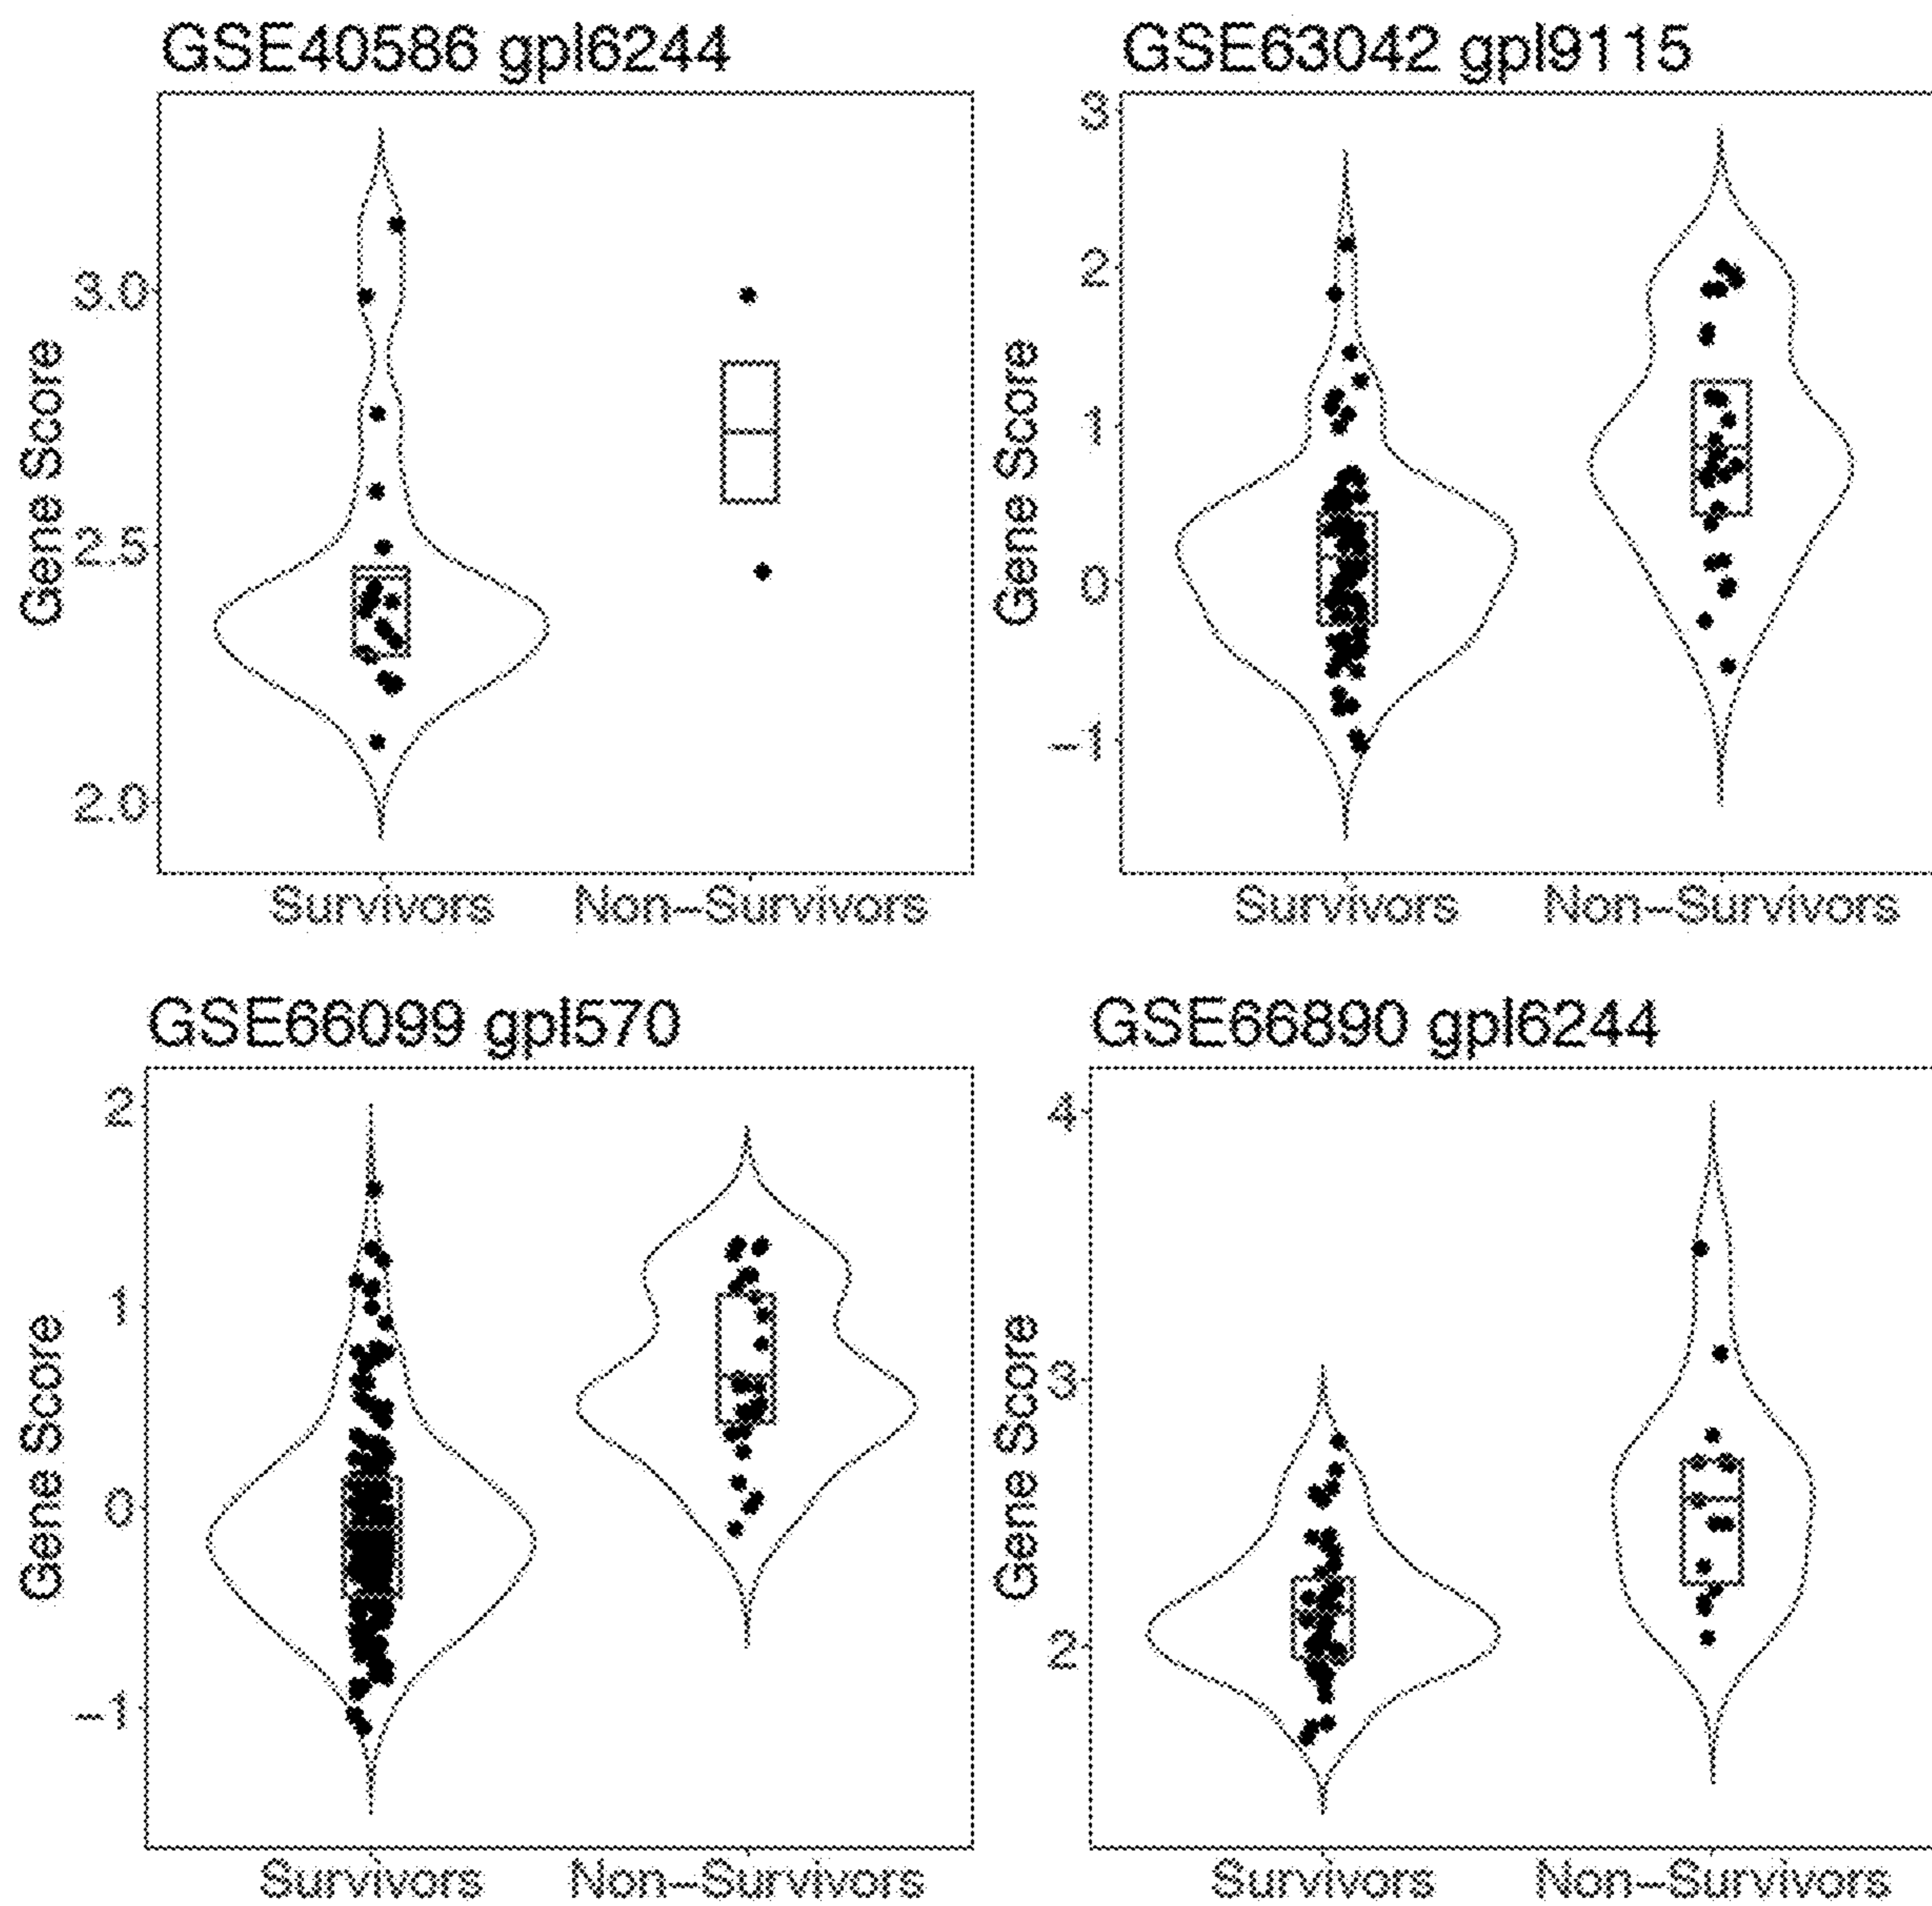 GSE40586 gpl6244
Gene Score
3.0
2.5
2.0
Survivors
Non-Survivors
GSE63042 gpl9115
Gene Score
3
2
1
0
-1
Survivors
Non-Survivors
GSE66099 gpl570
Gene Score
2
1
0
-1
Survivors
Non-Survivors
GSE66890 gpl6244
Gene Score
4
3
2
Survivors
Non-Survivors